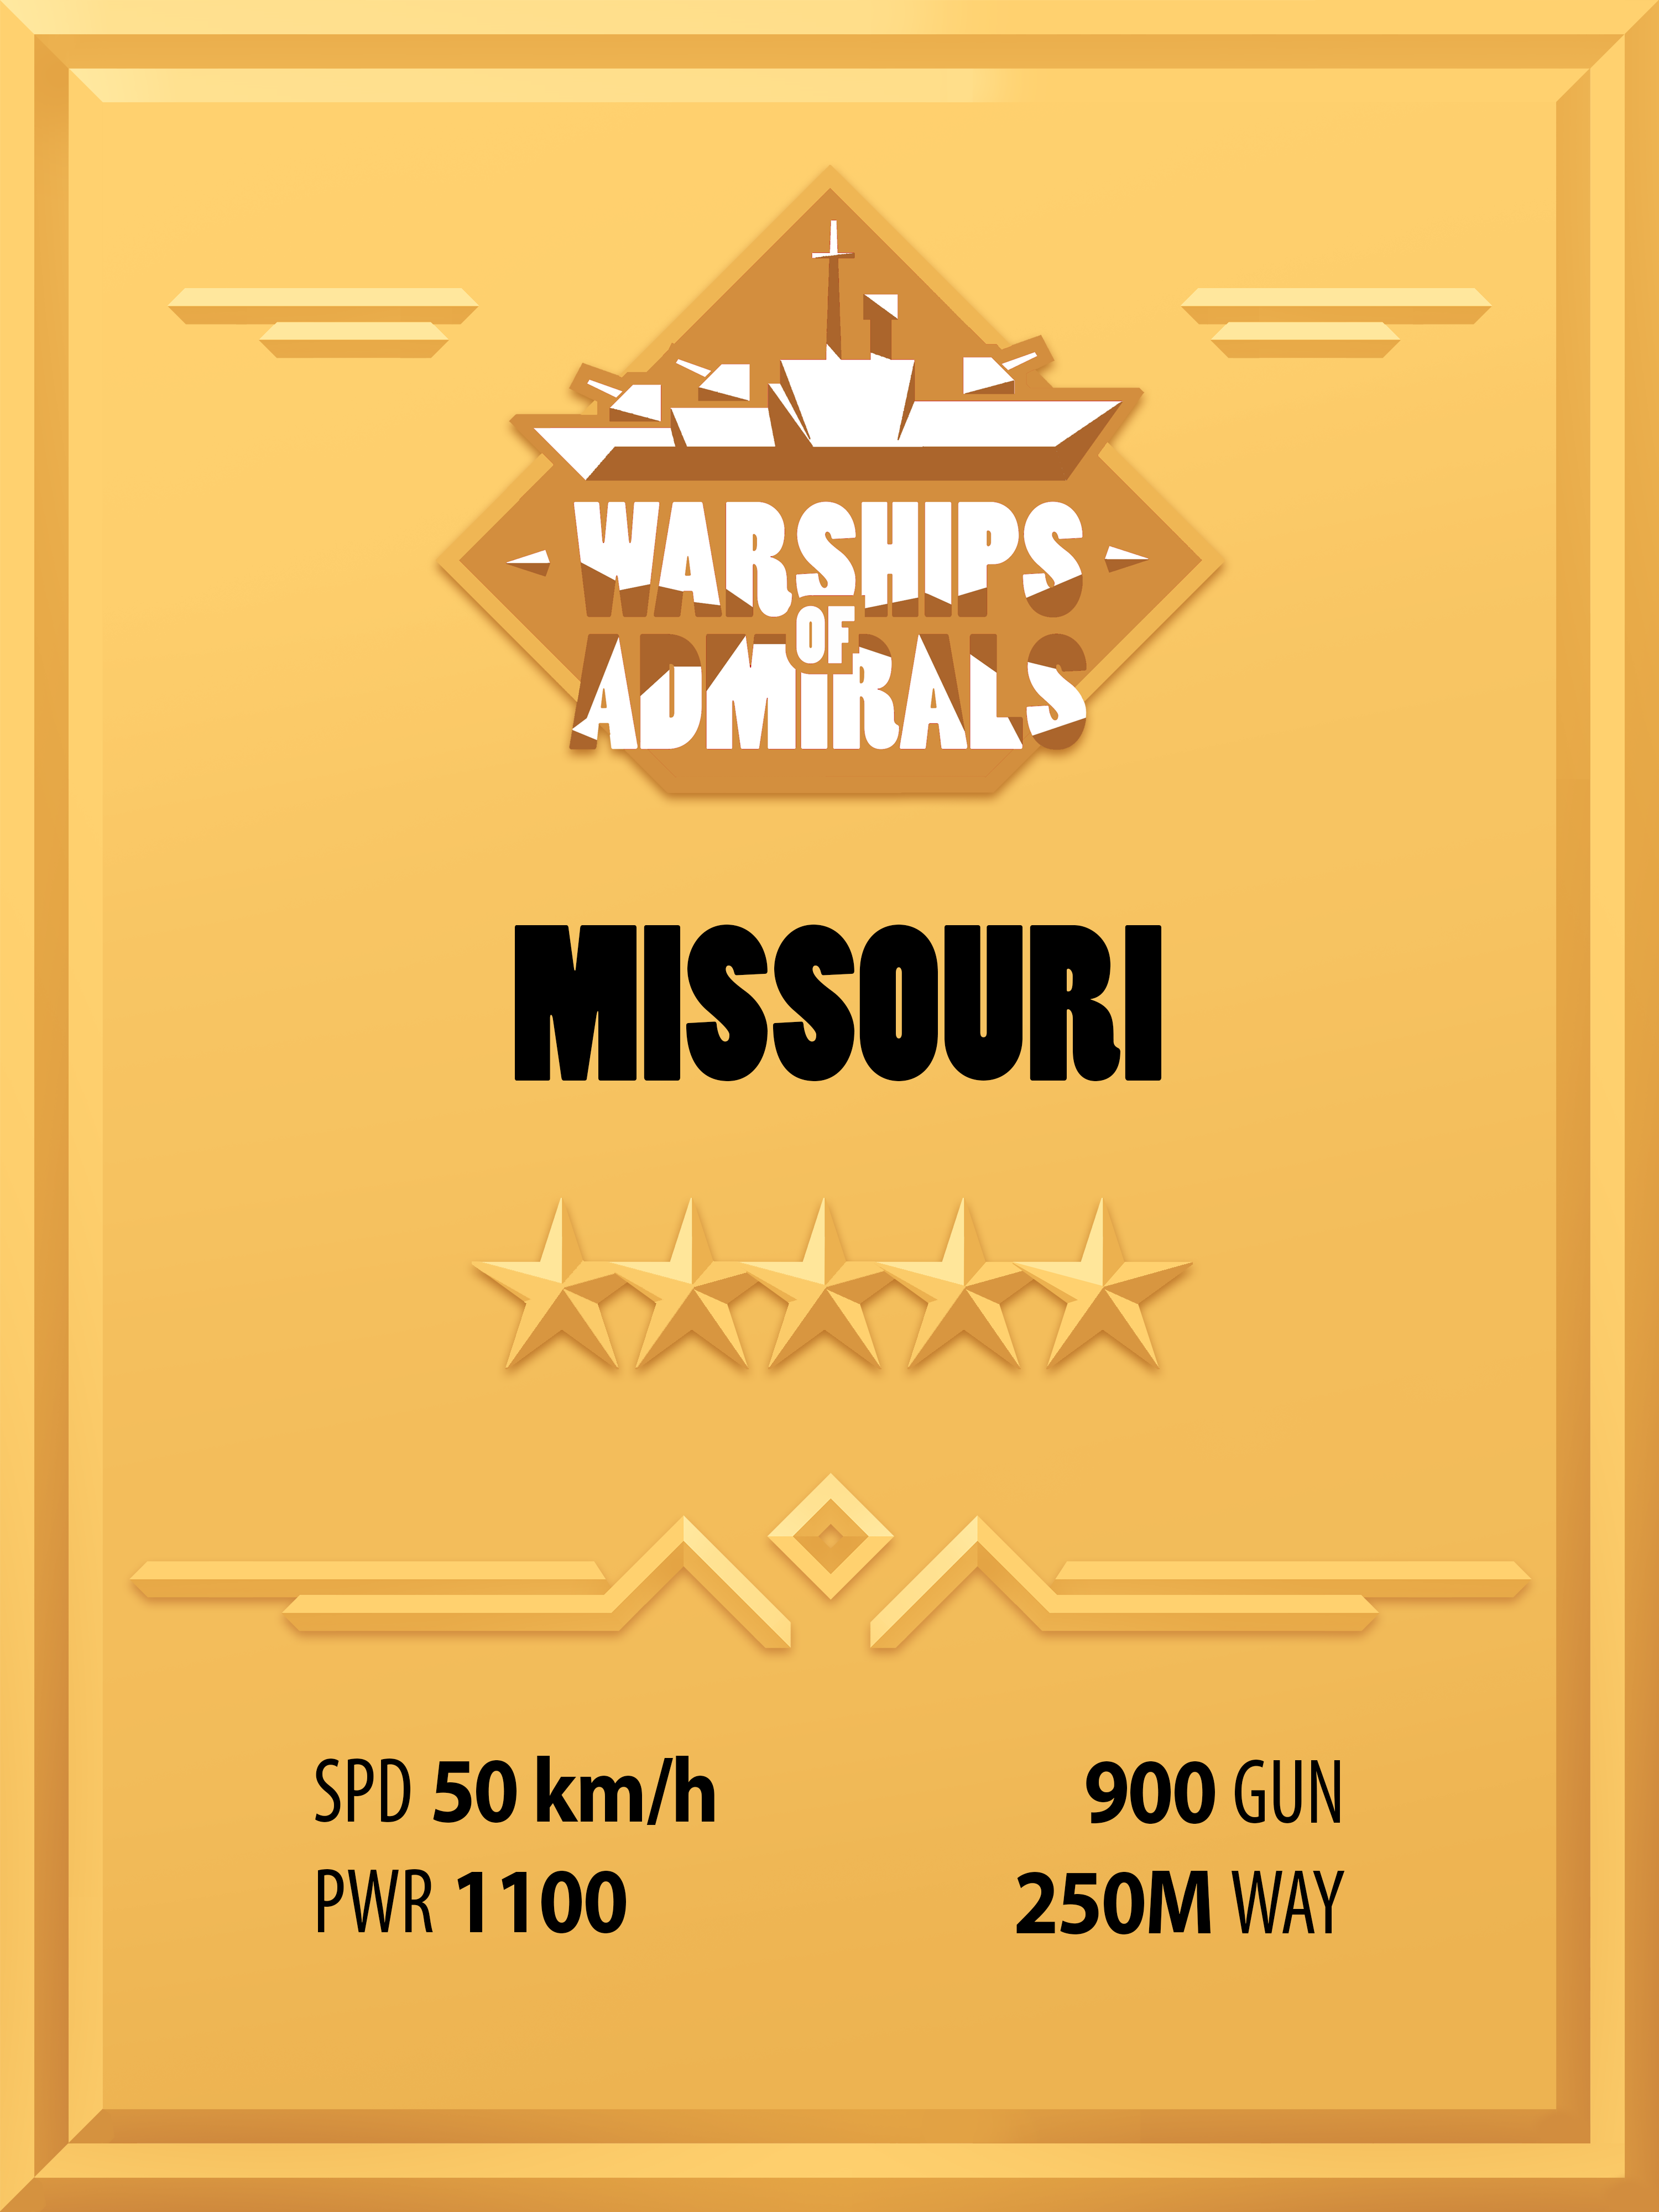 WARSHIPS
OF
ADMIRALS
MISSOURI
SPD 50 km/h
900 GUN
PWR 1100
250M WAY